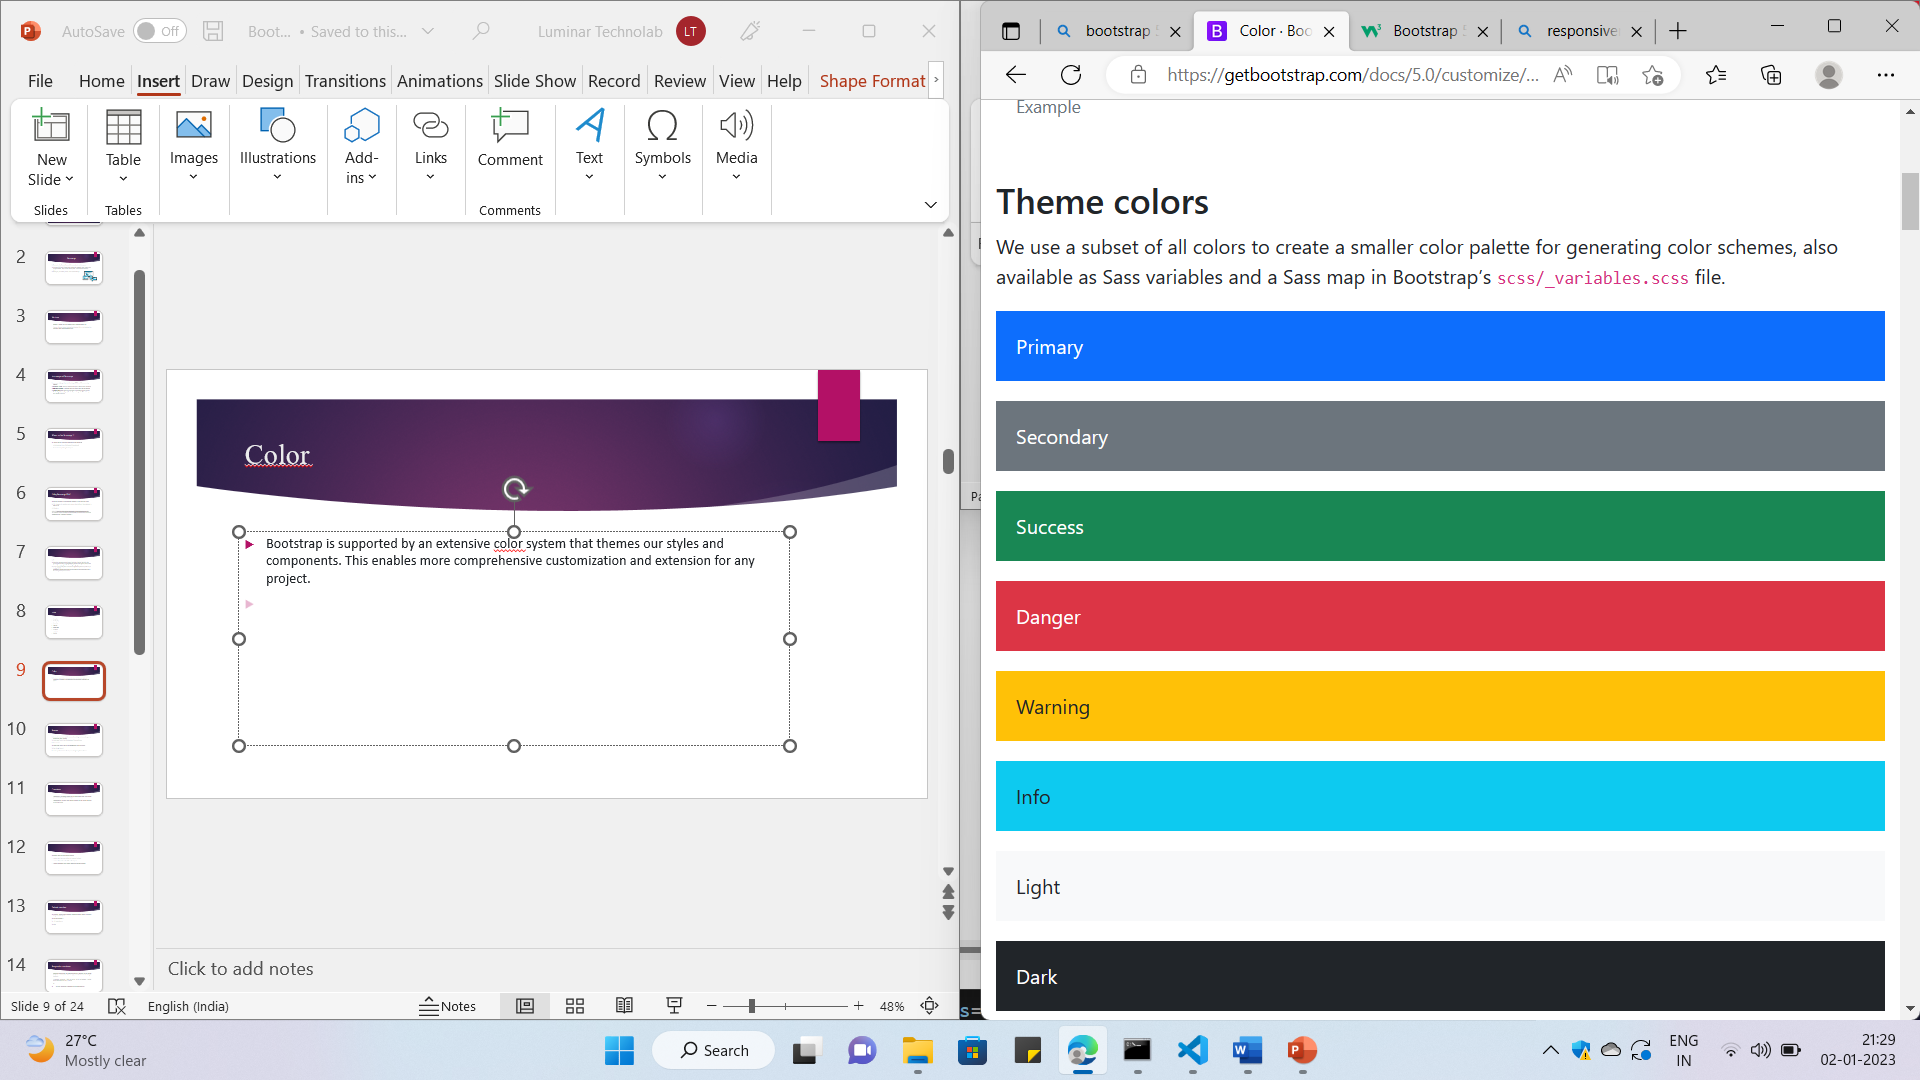 AutoSave Off Boot... • Saved to this... Luminar Technolab LT
File Home Insert Draw Design Transitions Animations Slide Show Record Review View Help Shape Format
New Slide
Table
Images
Illustrations
Add-ins
Links
Comment
Text
Symbols
Media
Slides
Tables
Comments
2
3
4
5
6
7
8
9
10
11
12
13
14
Color
Bootstrap is supported by an extensive color system that themes our styles and
components. This enables more comprehensive customization and extension for any
project.
Click to add notes
Slide 9 of 24 English (India) Notes 48%
Pa
s=
bootstrap
Color · Boo
Bootstrap
responsive
https://getbootstrap.com/docs/5.0/customize/...
Example
Theme colors
We use a subset of all colors to create a smaller color palette for generating color schemes, also
available as Sass variables and a Sass map in Bootstrap’s scss/_variables.scss file.
Primary
Secondary
Success
Danger
Warning
Info
Light
Dark
27°C
Mostly clear
Search
ENG
IN
21:29
02-01-2023